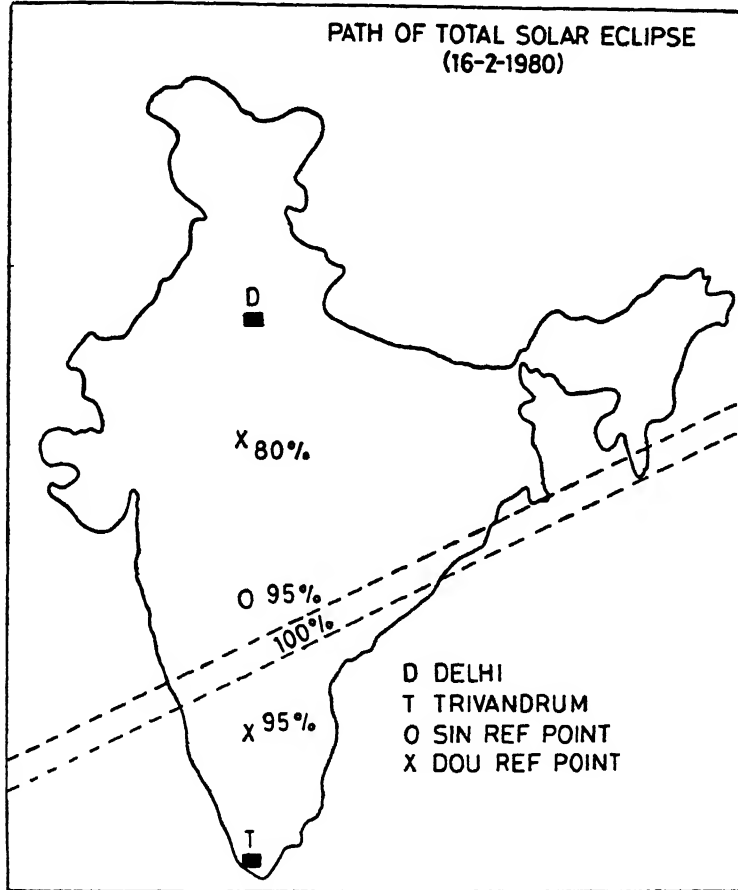 PATH OF TOTAL SOLAR ECLIPSE
(16-2-1980)
D
X 80%
O 95%
100%
X 95%
D DELHI
T TRIVANDRUM
O SIN REF POINT
X DOU REF POINT
T